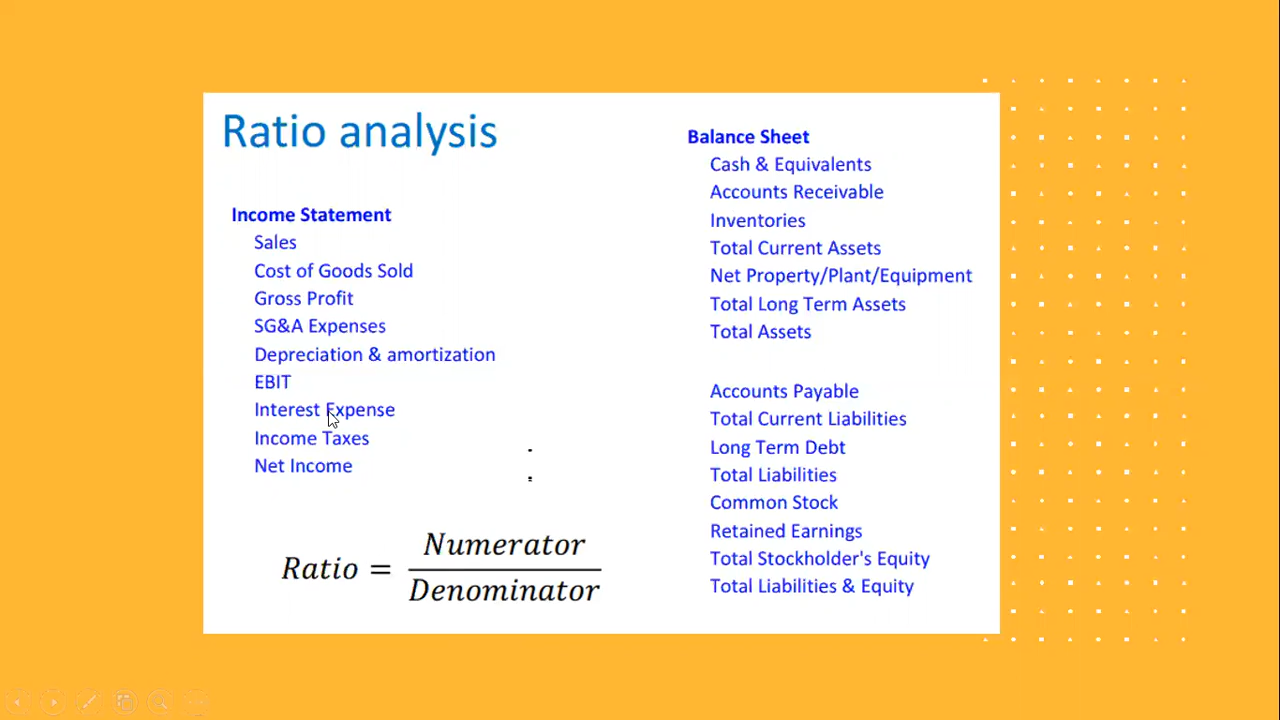 Ratio analysis
Income Statement
Sales
Cost of Goods Sold
Gross Profit
SG&A Expenses
Depreciation & amortization
EBIT
Interest Expense
Income Taxes
Net Income
Ratio = Numerator
Denominator
Balance Sheet
Cash & Equivalents
Accounts Receivable
Inventories
Total Current Assets
Net Property/Plant/Equipment
Total Long Term Assets
Total Assets
Accounts Payable
Total Current Liabilities
Long Term Debt
Total Liabilities
Common Stock
Retained Earnings
Total Stockholder's Equity
Total Liabilities & Equity